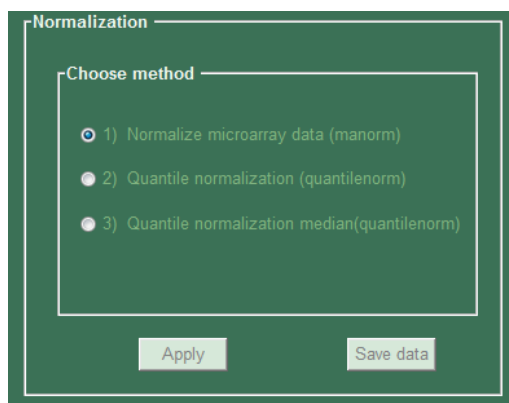 Normalization
Choose method
1) Normalize microarray data (manorm)
2) Quantile normalization (quantilenorm)
3) Quantile normalization median(quantilenorm)
Apply
Save data